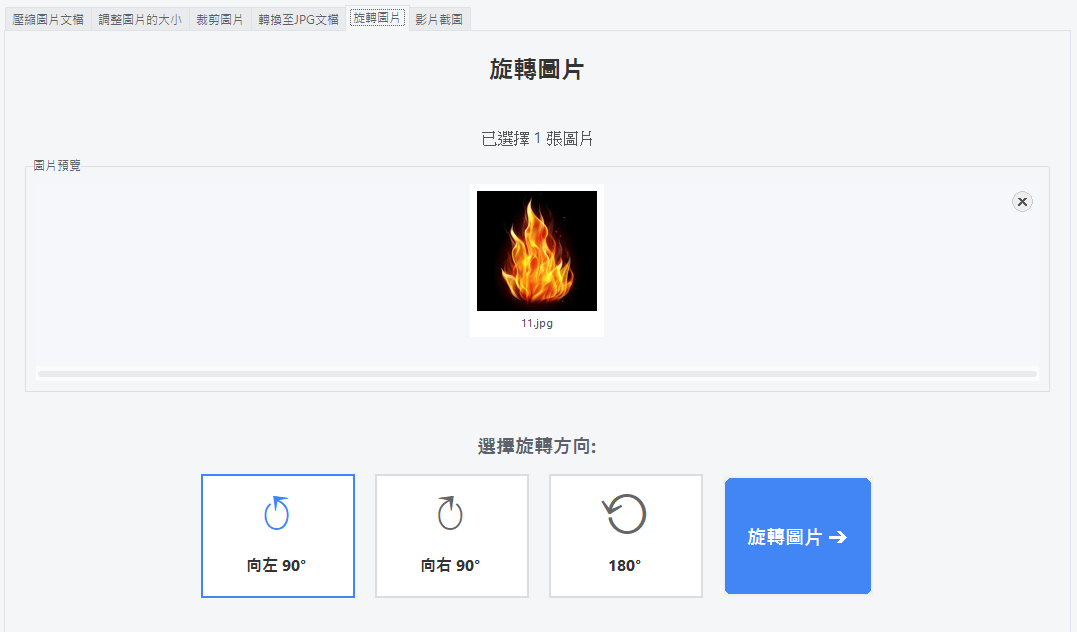 壓縮圖片文檔 調整圖片的大小 裁剪圖片 轉換至JPG文檔 旋轉圖片 影片截圖
旋轉圖片
已選擇 1 張圖片
圖片預覽
11.jpg
選擇旋轉方向:
向左 90° 向右 90° 180° 旋轉圖片 ➔